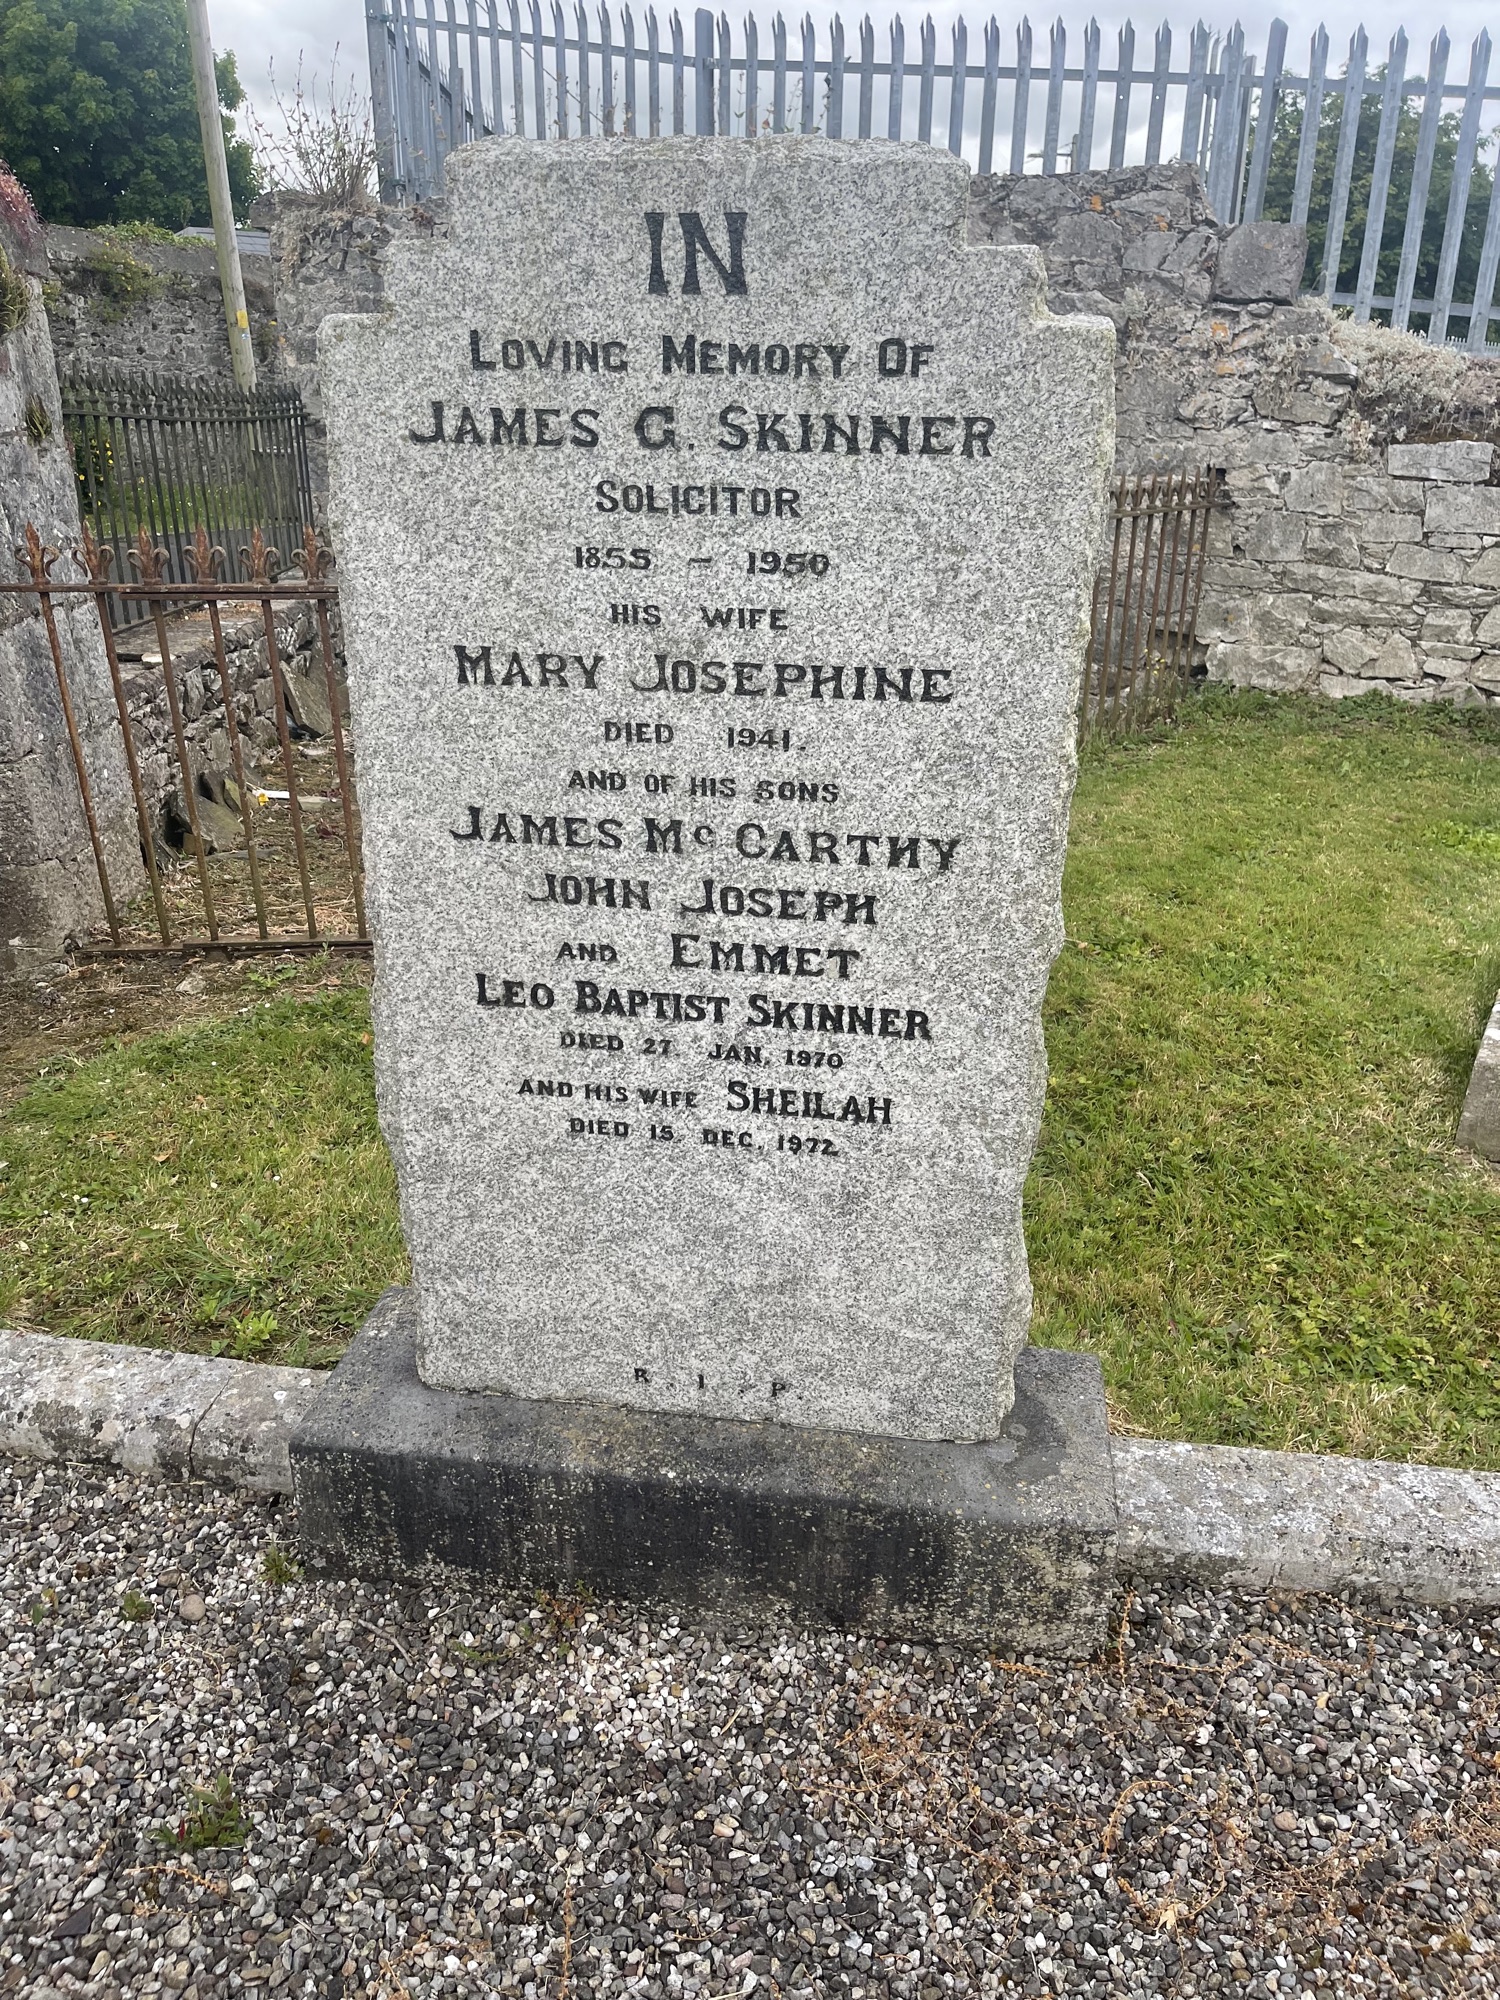 IN
LOVING MEMORY OF
JAMES G. SKINNER
SOLICITOR
1855 - 1950
HIS WIFE
MARY JOSEPHINE
DIED 1941.
AND OF HIS SONS
JAMES Mc CARTHY
JOHN JOSEPH
AND EMMET
LEO BAPTIST SKINNER
DIED 27. JAN. 1970
AND HIS WIFE SHEILAH
DIED 15. DEC. 1972
R. I. P.